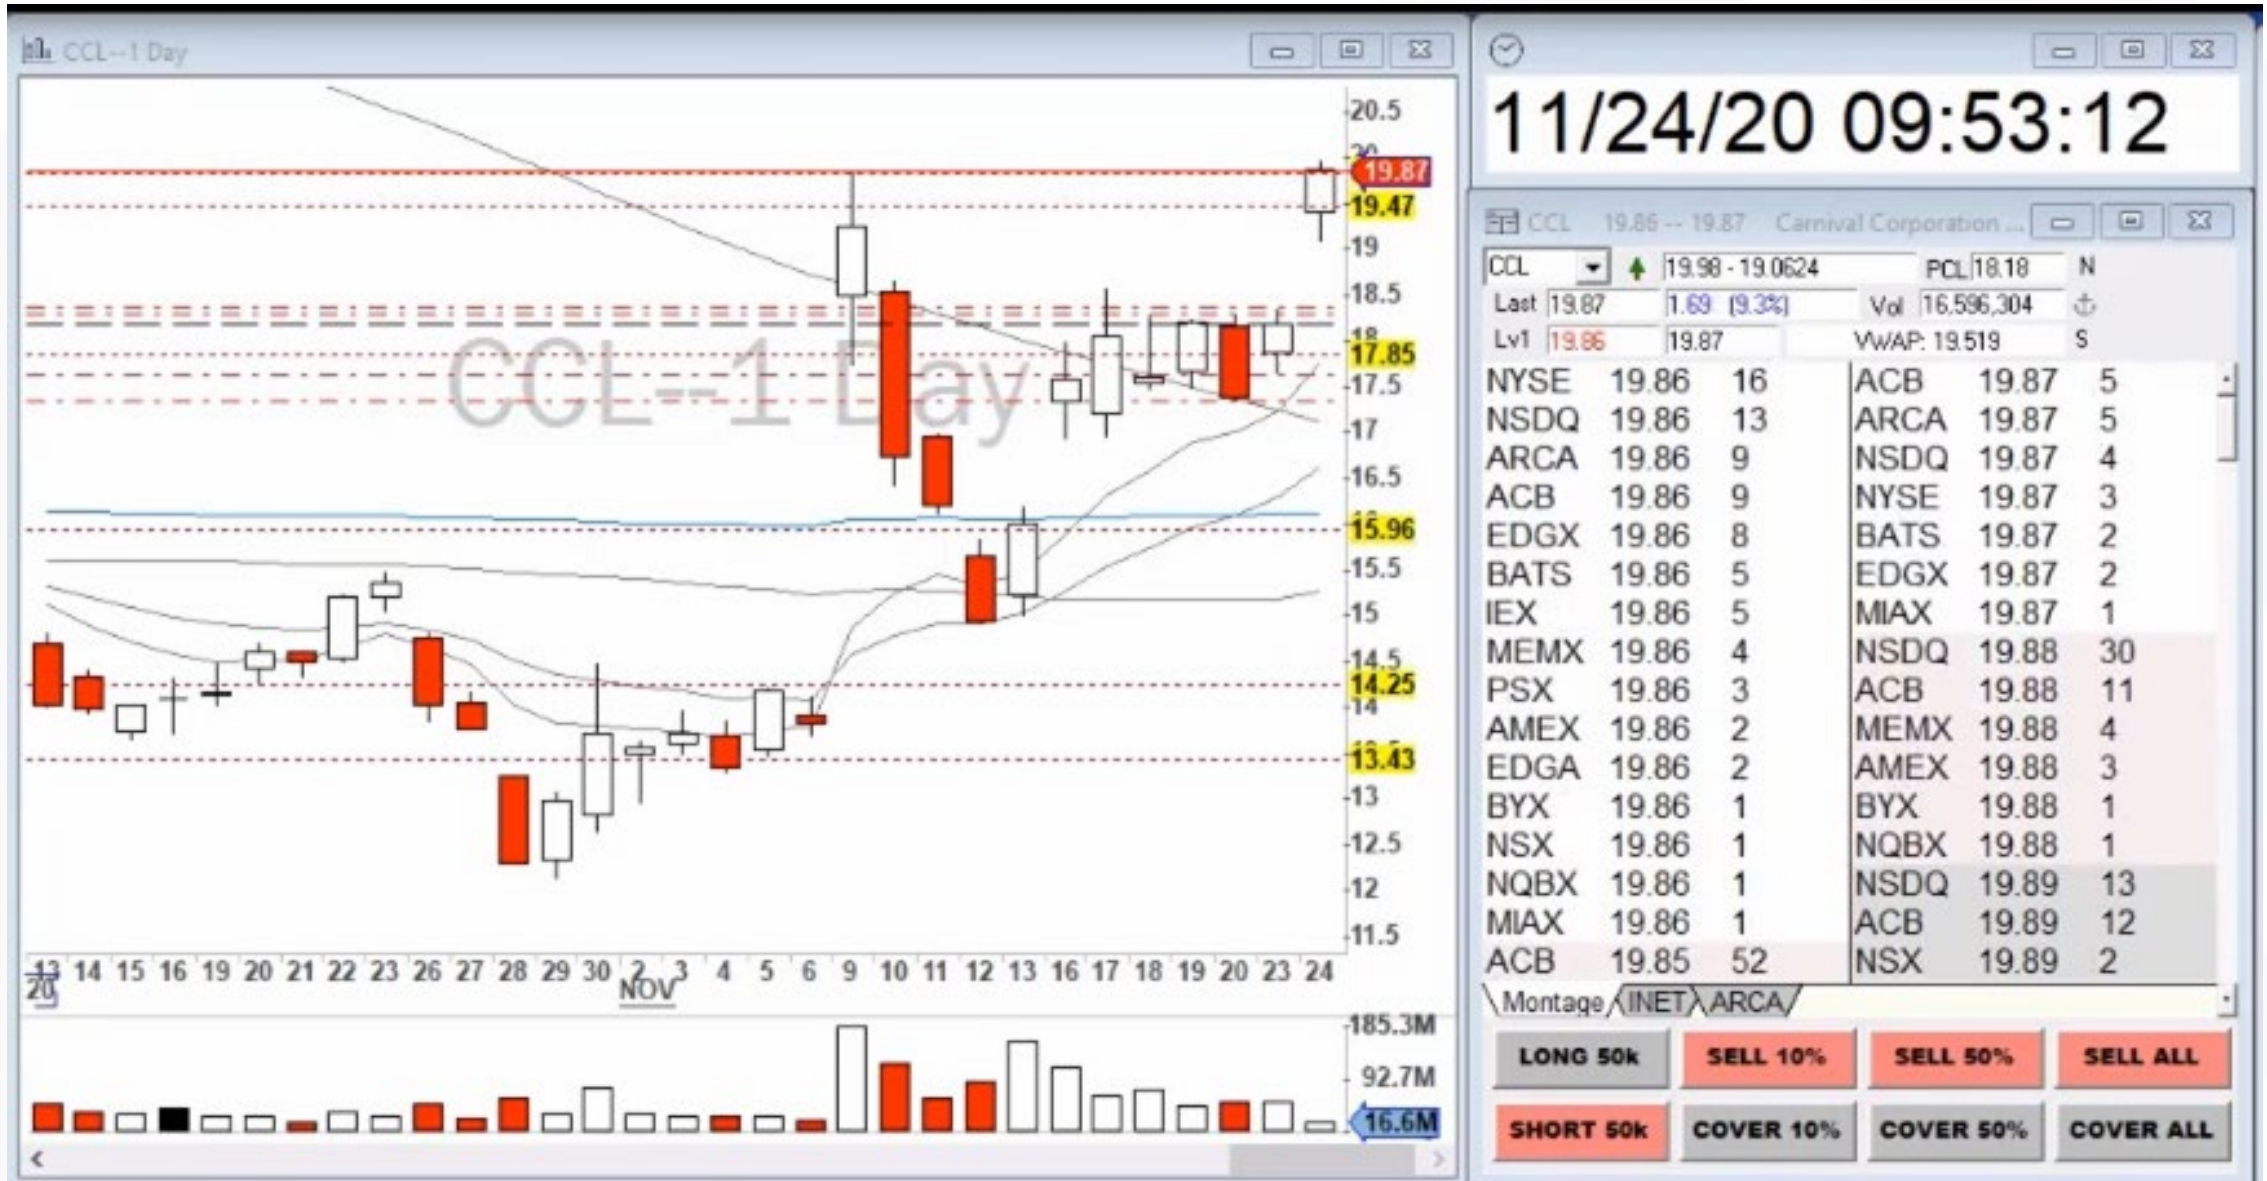 CCL--1 Day
20.5
20
19.87
19.47
19
18.5
18
17.85
CCL--1 Day
17.5
17
16.5
15.96
15.5
15
14.5
14.25
14
13.43
13
12.5
12
11.5
13 14 15 16 19 20 21 22 23 26 27 28 29 30 2 3 4 5 6 9 10 11 12 13 16 17 18 19 20 23 24
20 NOV
185.3M
92.7M
16.6M
11/24/20 09:53:12
CCL 19.86 -- 19.87 Carnival Corporation ...
CCL 19.98 - 19.0624 PCL 18.18 N
Last 19.87 1.69 (9.3%) Vol 16,596,304
Lv1 19.86 19.87 VWAP: 19.519 S
NYSE 19.86 16 ACB 19.87 5
NSDQ 19.86 13 ARCA 19.87 5
ARCA 19.86 9 NSDQ 19.87 4
ACB 19.86 9 NYSE 19.87 3
EDGX 19.86 8 BATS 19.87 2
BATS 19.86 5 EDGX 19.87 2
IEX 19.86 5 MIAX 19.87 1
MEMX 19.86 4 NSDQ 19.88 30
PSX 19.86 3 ACB 19.88 11
AMEX 19.86 2 MEMX 19.88 4
EDGA 19.86 2 AMEX 19.88 3
BYX 19.86 1 BYX 19.88 1
NSX 19.86 1 NQBX 19.88 1
NQBX 19.86 1 NSDQ 19.89 13
MIAX 19.86 1 ACB 19.89 12
ACB 19.85 52 NSX 19.89 2
Montage INET ARCA
LONG 50k SELL 10% SELL 50% SELL ALL
SHORT 50k COVER 10% COVER 50% COVER ALL